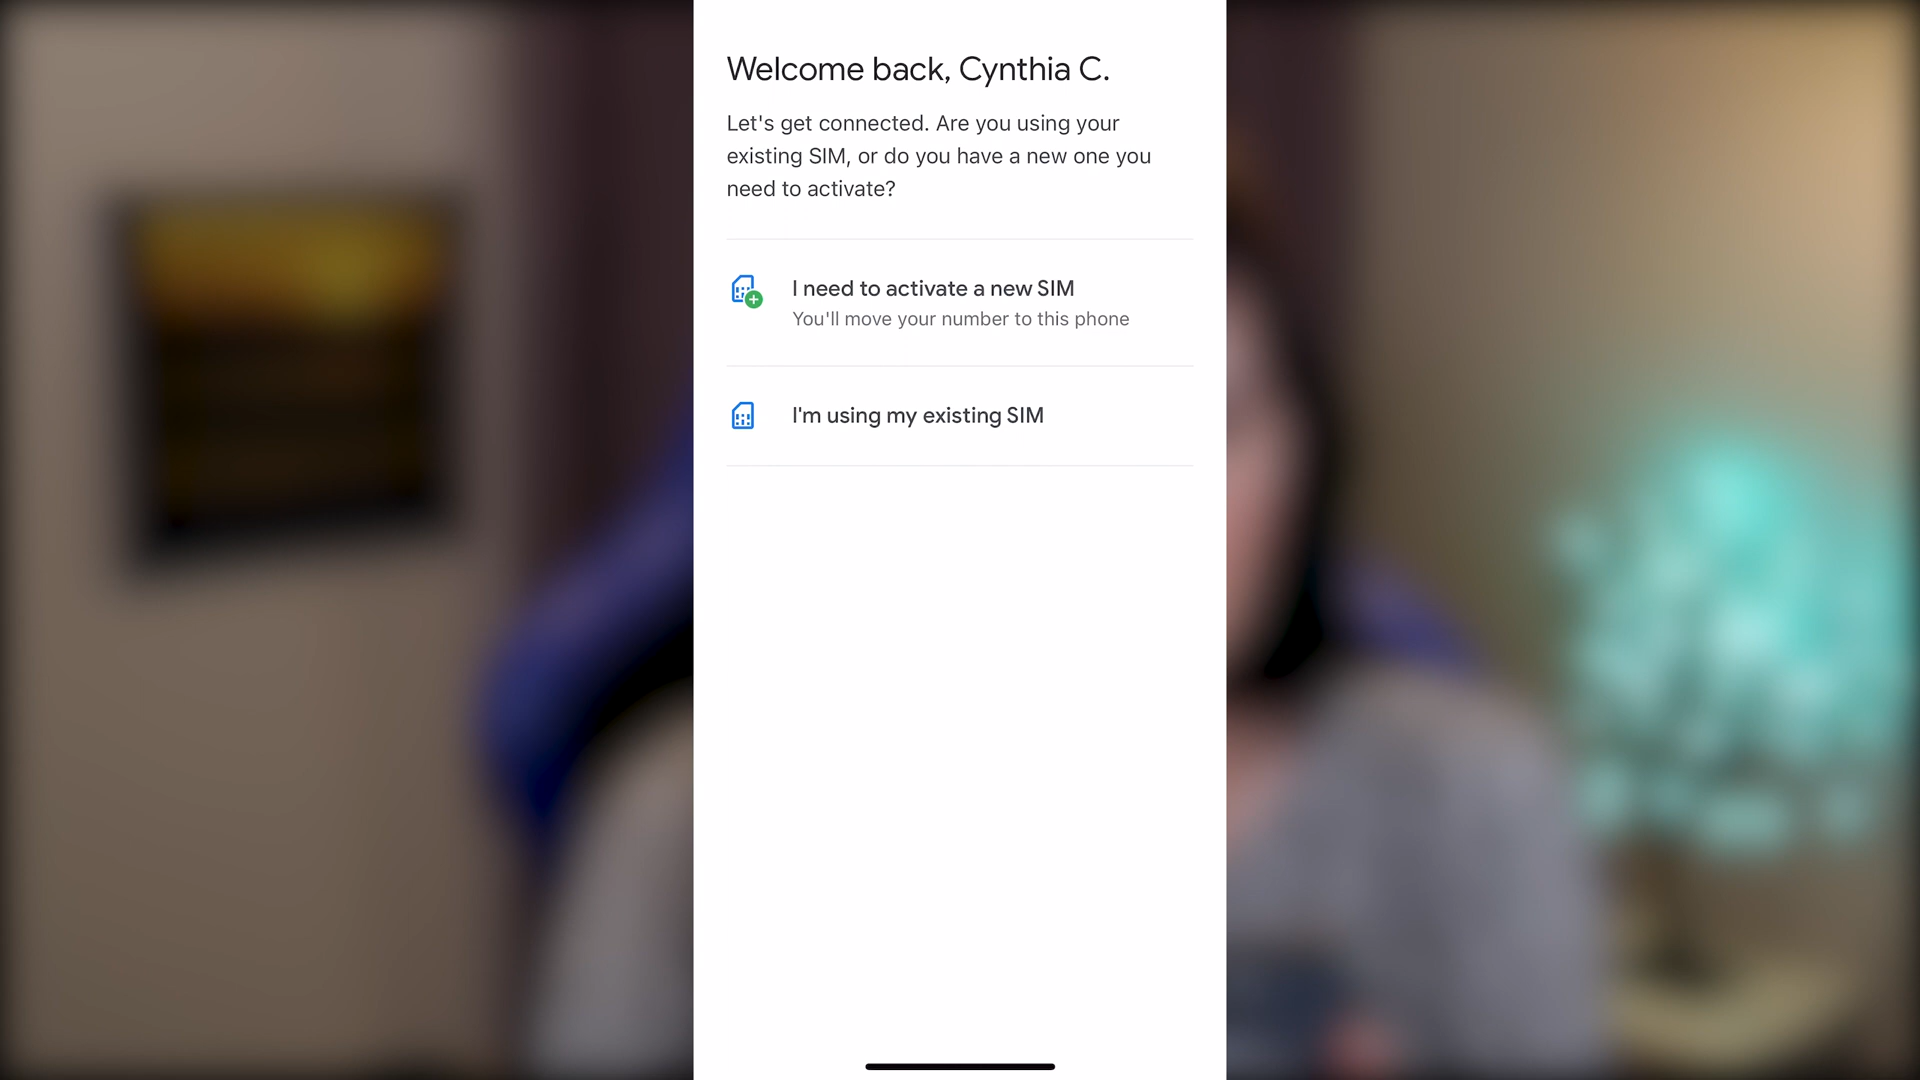 Welcome back, Cynthia C.
Let's get connected. Are you using your
existing SIM, or do you have a new one you
need to activate?
I need to activate a new SIM
You'll move your number to this phone
I'm using my existing SIM